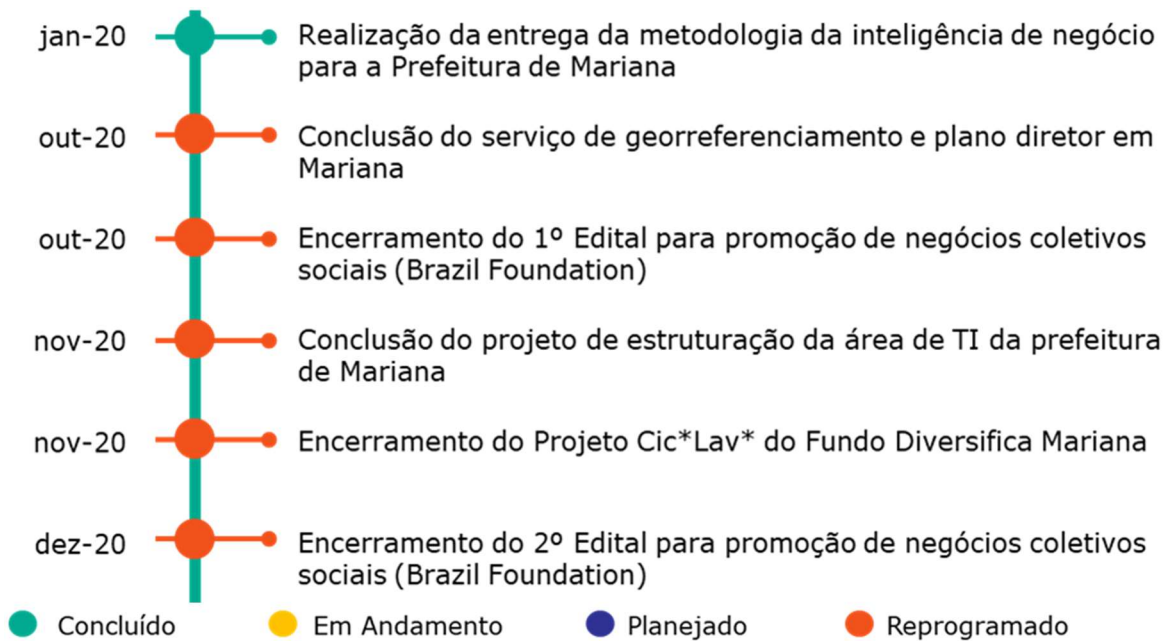 jan-20
Realização da entrega da metodologia da inteligência de negócio
para a Prefeitura de Mariana
out-20
Conclusão do serviço de georreferenciamento e plano diretor em
Mariana
out-20
Encerramento do 1º Edital para promoção de negócios coletivos
sociais (Brazil Foundation)
nov-20
Conclusão do projeto de estruturação da área de TI da prefeitura
de Mariana
nov-20
Encerramento do Projeto Cic*Lav* do Fundo Diversifica Mariana
dez-20
Encerramento do 2º Edital para promoção de negócios coletivos
sociais (Brazil Foundation)
Concluído
Em Andamento
Planejado
Reprogramado